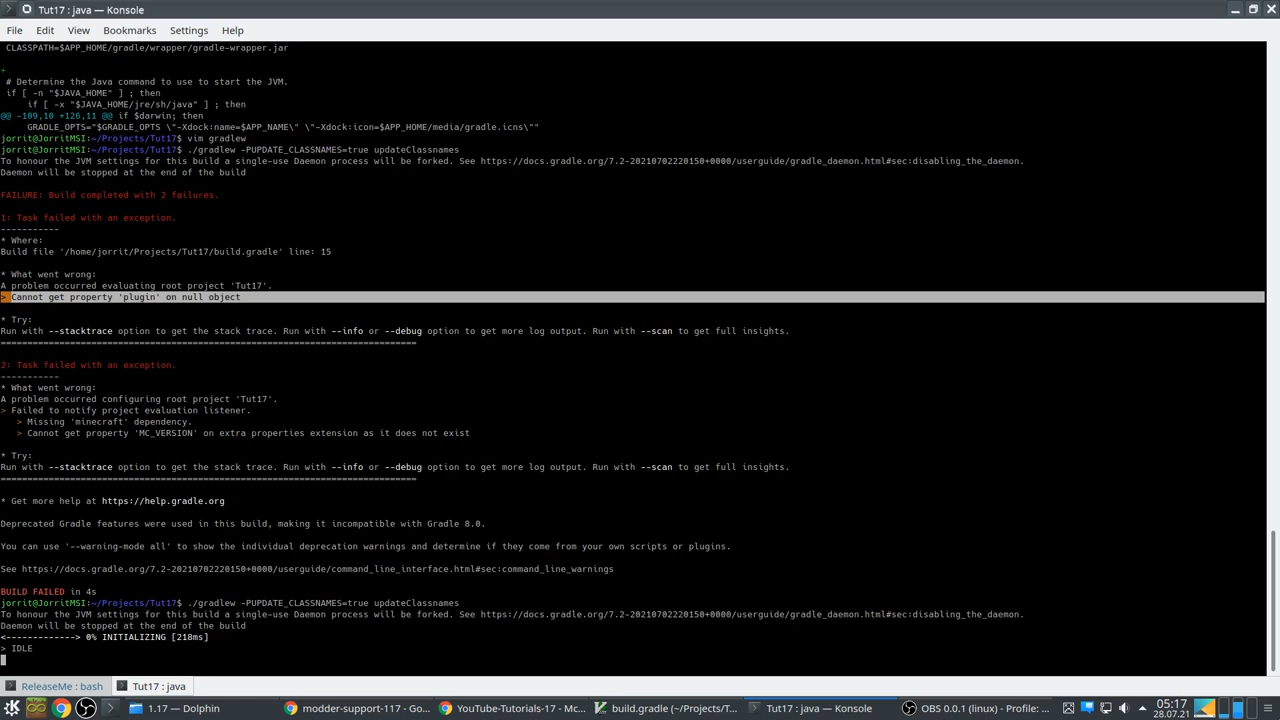 Tut17 : java — Konsole
File Edit View Bookmarks Settings Help
CLASSPATH=$APP_HOME/gradle/wrapper/gradle-wrapper.jar
+
# Determine the Java command to use to start the JVM.
if [ -n "$JAVA_HOME" ] ; then
if [ -x "$JAVA_HOME/jre/sh/java" ] ; then
@@ -109,10 +126,11 @@ if $darwin; then
GRADLE_OPTS="$GRADLE_OPTS \"-Xdock:name=$APP_NAME\" \"-Xdock:icon=$APP_HOME/media/gradle.icns\""
jorrit@JorritMSI:~/Projects/Tut17$ vim gradlew
jorrit@JorritMSI:~/Projects/Tut17$ ./gradlew -PUPDATE_CLASSNAMES=true updateClassnames
To honour the JVM settings for this build a single-use Daemon process will be forked. See https://docs.gradle.org/7.2-20210702220150+0000/userguide/gradle_daemon.html#sec:disabling_the_daemon.
Daemon will be stopped at the end of the build
FAILURE: Build completed with 2 failures.
1: Task failed with an exception.
-----------
* Where:
Build file '/home/jorrit/Projects/Tut17/build.gradle' line: 15
* What went wrong:
A problem occurred evaluating root project 'Tut17'.
> Cannot get property 'plugin' on null object
* Try:
Run with --stacktrace option to get the stack trace. Run with --info or --debug option to get more log output. Run with --scan to get full insights.
==============================================================================
2: Task failed with an exception.
-----------
* What went wrong:
A problem occurred configuring root project 'Tut17'.
> Failed to notify project evaluation listener.
> Missing 'minecraft' dependency.
> Cannot get property 'MC_VERSION' on extra properties extension as it does not exist
* Try:
Run with --stacktrace option to get the stack trace. Run with --info or --debug option to get more log output. Run with --scan to get full insights.
==============================================================================
* Get more help at https://help.gradle.org
Deprecated Gradle features were used in this build, making it incompatible with Gradle 8.0.
You can use '--warning-mode all' to show the individual deprecation warnings and determine if they come from your own scripts or plugins.
See https://docs.gradle.org/7.2-20210702220150+0000/userguide/command_line_interface.html#sec:command_line_warnings
BUILD FAILED in 4s
jorrit@JorritMSI:~/Projects/Tut17$ ./gradlew -PUPDATE_CLASSNAMES=true updateClassnames
To honour the JVM settings for this build a single-use Daemon process will be forked. See https://docs.gradle.org/7.2-20210702220150+0000/userguide/gradle_daemon.html#sec:disabling_the_daemon.
Daemon will be stopped at the end of the build
<-------------> 0% INITIALIZING [218ms]
> IDLE
ReleaseMe : bash Tut17 : java
1.17 — Dolphin modder-support-117 - Go... YouTube-Tutorials-17 - Mc... build.gradle (~/Projects/T... Tut17 : java — Konsole OBS 0.0.1 (linux) - Profile: ... 05:17
28.07.21